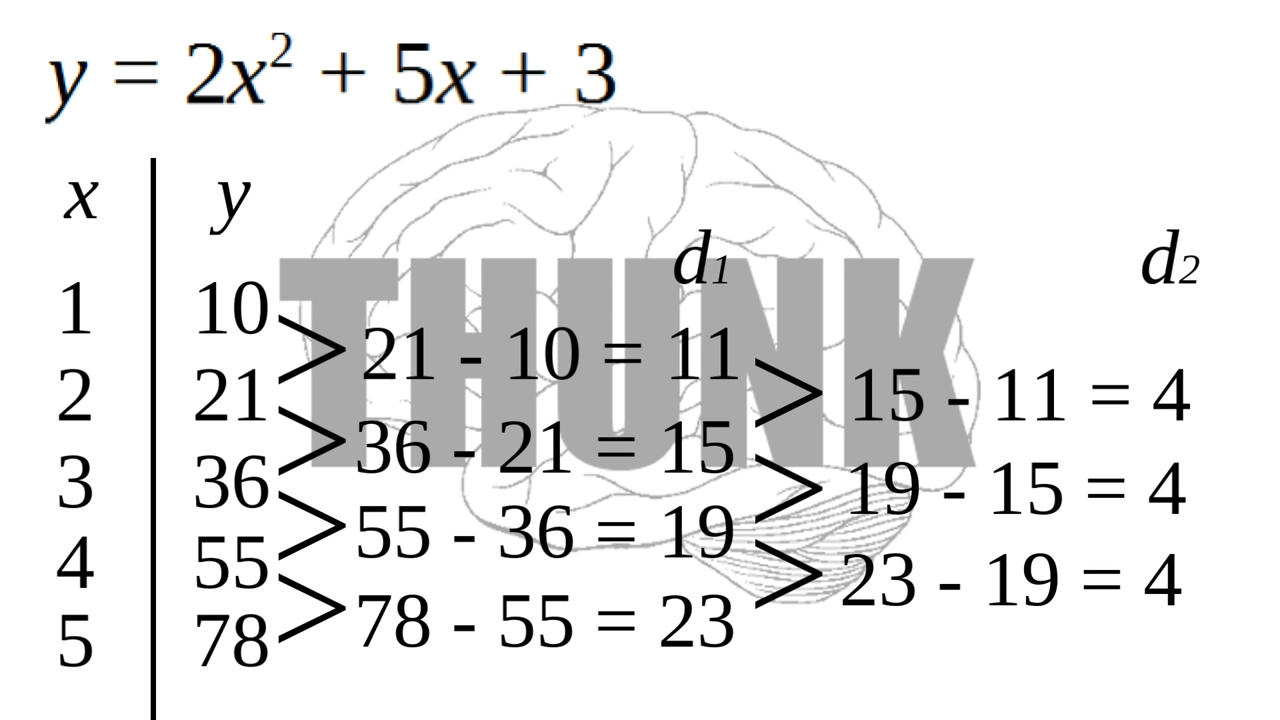 y = 2x² + 5x + 3
x y
d1 d2
THUNK
1 10
21 - 10 = 11
2 21 15 - 11 = 4
36 - 21 = 15
3 36 19 - 15 = 4
55 - 36 = 19
4 55 23 - 19 = 4
78 - 55 = 23
5 78